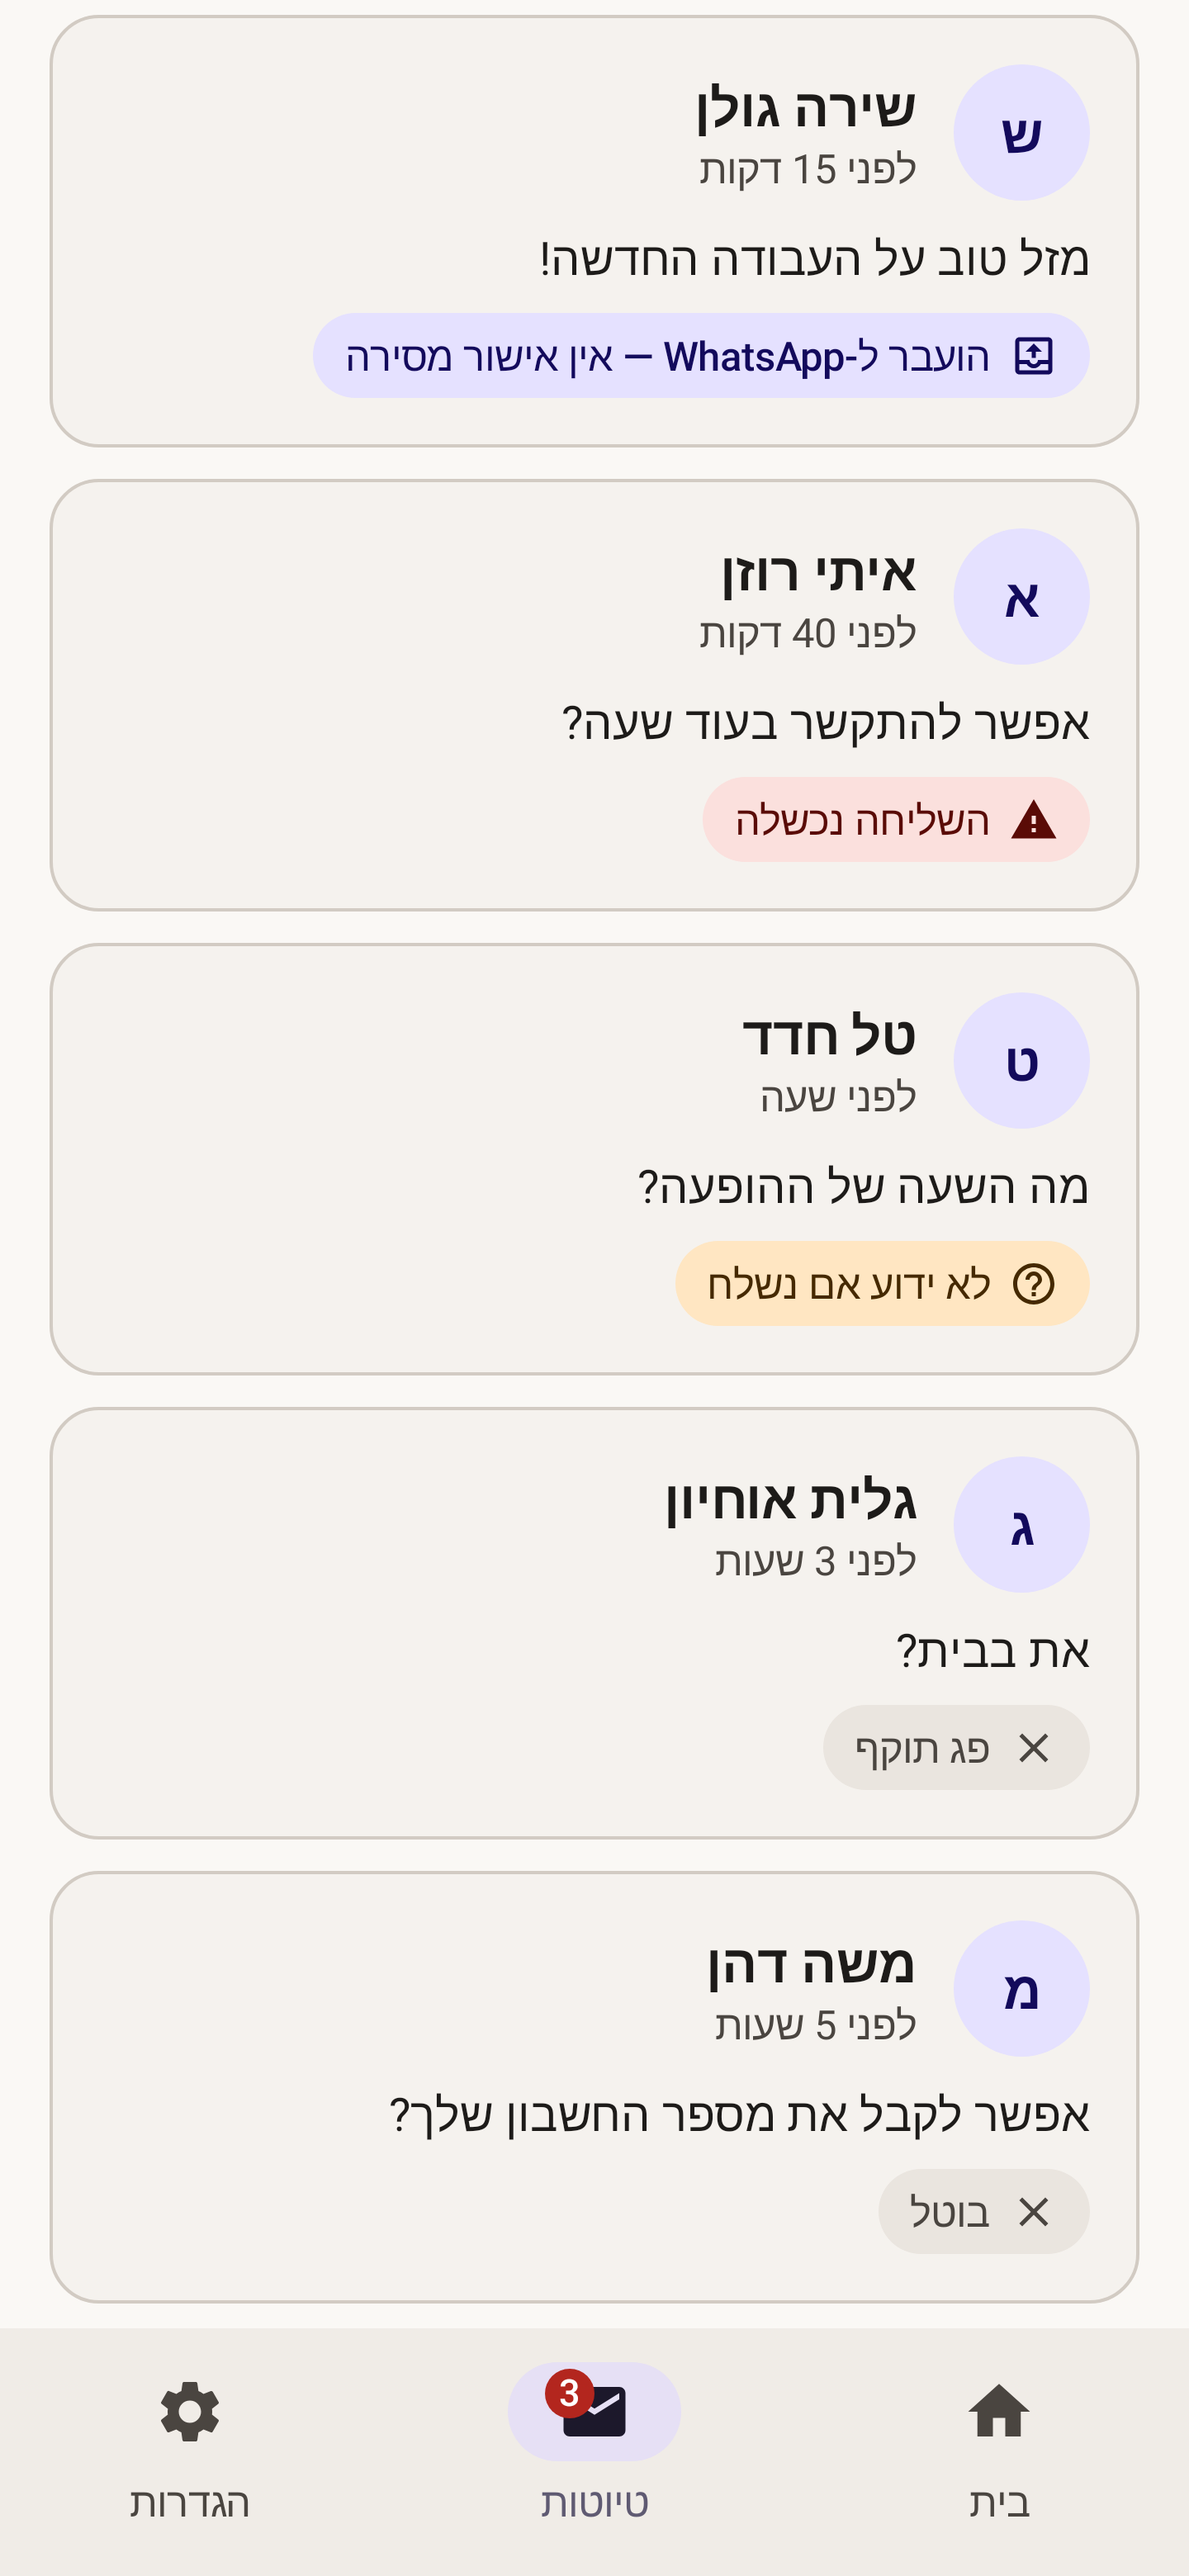 ש
שירה גולן
לפני 15 דקות
מזל טוב על העבודה החדשה!
הועבר ל-WhatsApp – אין אישור מסירה
א
איתי רוזן
לפני 40 דקות
אפשר להתקשר בעוד שעה?
השליחה נכשלה
ט
טל חדד
לפני שעה
מה השעה של ההופעה?
לא ידוע אם נשלח
ג
גלית אוחיון
לפני 3 שעות
את בבית?
פג תוקף
מ
משה דהן
לפני 5 שעות
אפשר לקבל את מספר החשבון שלך?
בוטל
בית
3
טיוטות
הגדרות